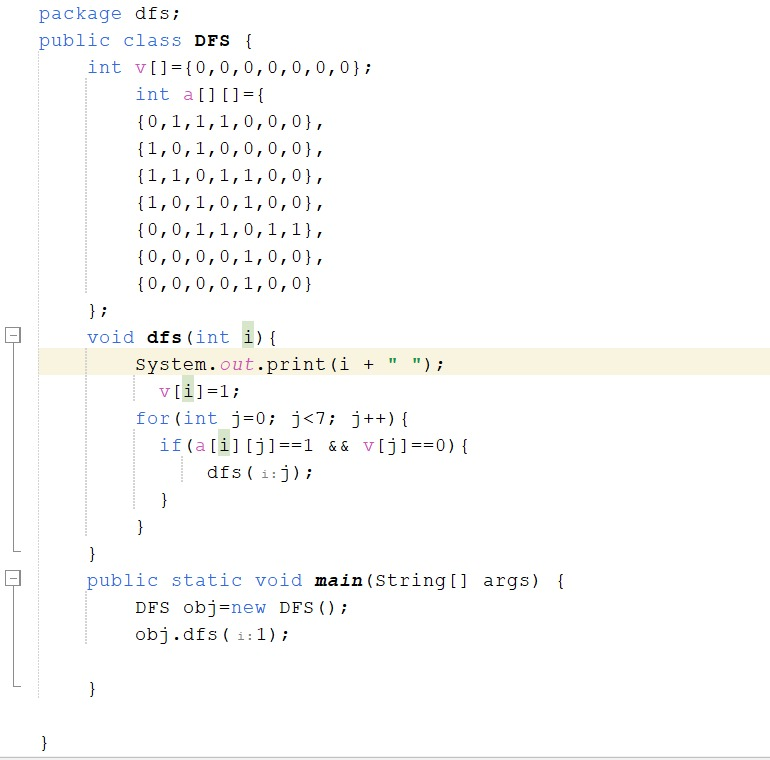 package dfs;
public class DFS {
int v[]={0,0,0,0,0,0,0};
int a[][]={
{0,1,1,1,0,0,0},
{1,0,1,0,0,0,0},
{1,1,0,1,1,0,0},
{1,0,1,0,1,0,0},
{0,0,1,1,0,1,1},
{0,0,0,0,1,0,0},
{0,0,0,0,1,0,0}
};
void dfs(int i){
System.out.print(i + " ");
v[i]=1;
for(int j=0; j<7; j++){
if(a[i][j]==1 && v[j]==0){
dfs( i: j);
}
}
}
public static void main(String[] args) {
DFS obj=new DFS();
obj.dfs( i: 1);
}
}